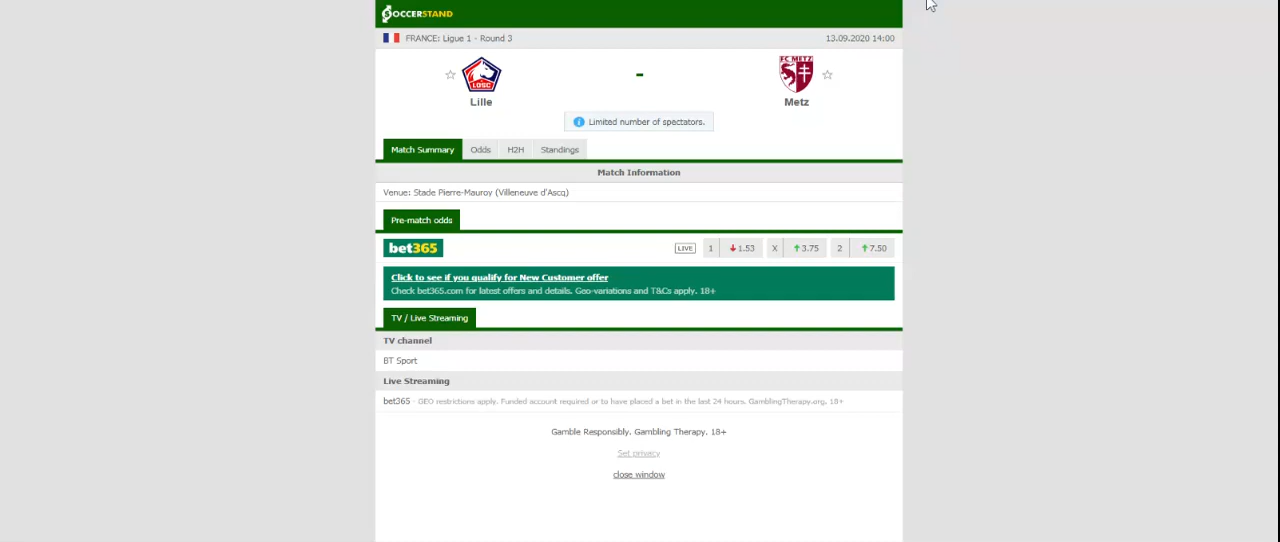 SOCCERSTAND
FRANCE: Ligue 1 - Round 3 13.09.2020 14:00
LOSC
FC METZ
-
Lille Metz
Limited number of spectators.
Match Summary Odds H2H Standings
Match Information
Venue: Stade Pierre-Mauroy (Villeneuve d'Ascq)
Pre-match odds
bet365 LIVE 1 1.53 X 3.75 2 7.50
Click to see if you qualify for New Customer offer
Check bet365.com for latest offers and details. Geo-variations and T&Cs apply. 18+
TV / Live Streaming
TV channel
BT Sport
Live Streaming
bet365 - GEO restrictions apply. Funded account required or to have placed a bet in the last 24 hours. GamblingTherapy.org. 18+
Gamble Responsibly. Gambling Therapy. 18+
Set privacy
close window